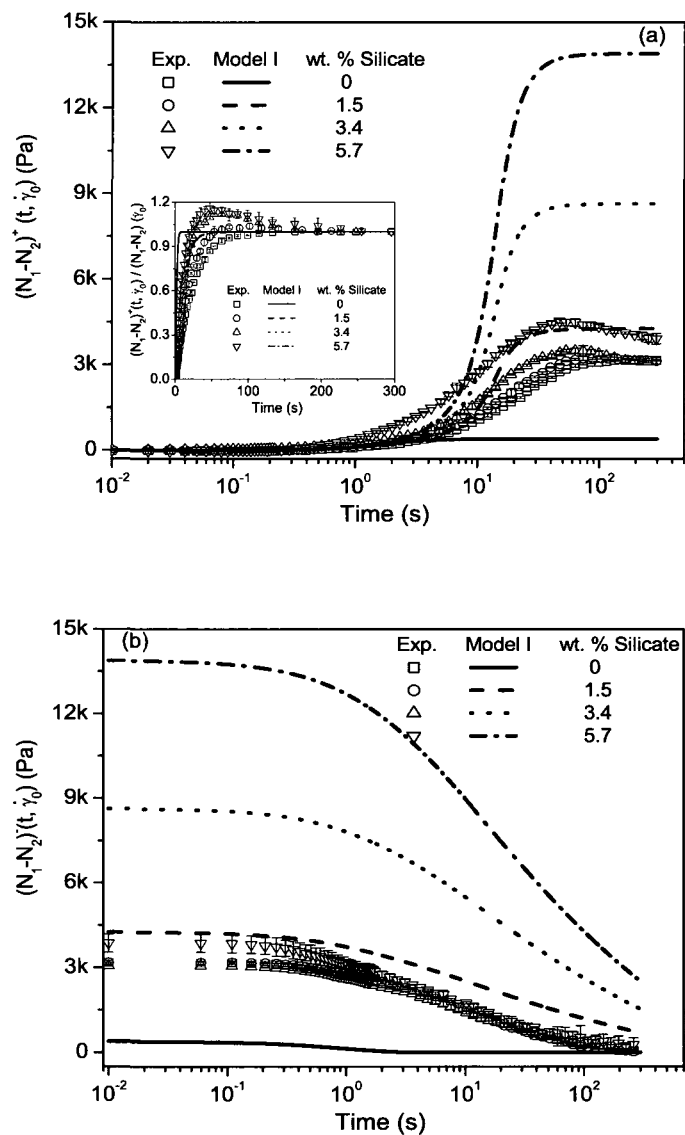 15k
12k
9k
6k
3k
0
(N₁-N₂)⁺(t, γ̇₀) (Pa)
(a)
Exp. Model I wt. % Silicate
0
1.5
3.4
5.7
1.2
0.9
0.6
0.3
0.0
(N₁-N₂)⁺(t, γ̇₀) / (N₁-N₂) (γ̇₀)
Exp. Model I wt. % Silicate
0
1.5
3.4
5.7
0 100 200 300
Time (s)
10⁻² 10⁻¹ 10⁰ 10¹ 10²
Time (s)
15k
12k
9k
6k
3k
0
(N₁-N₂)⁻(t, γ̇₀) (Pa)
(b)
Exp. Model I wt. % Silicate
0
1.5
3.4
5.7
10⁻² 10⁻¹ 10⁰ 10¹ 10²
Time (s)